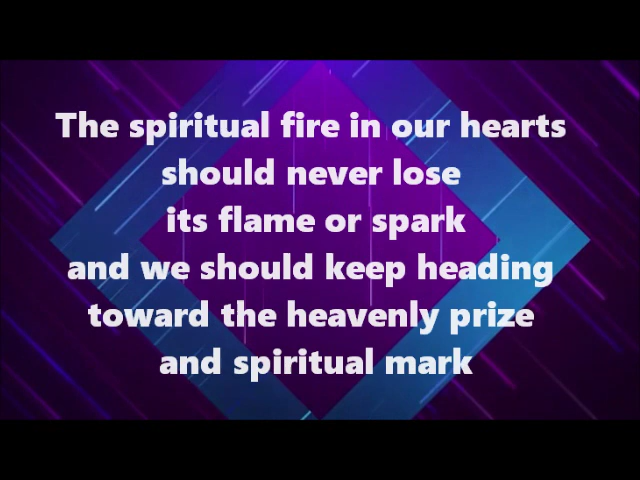 The spiritual fire in our hearts
should never lose
its flame or spark
and we should keep heading
toward the heavenly prize
and spiritual mark